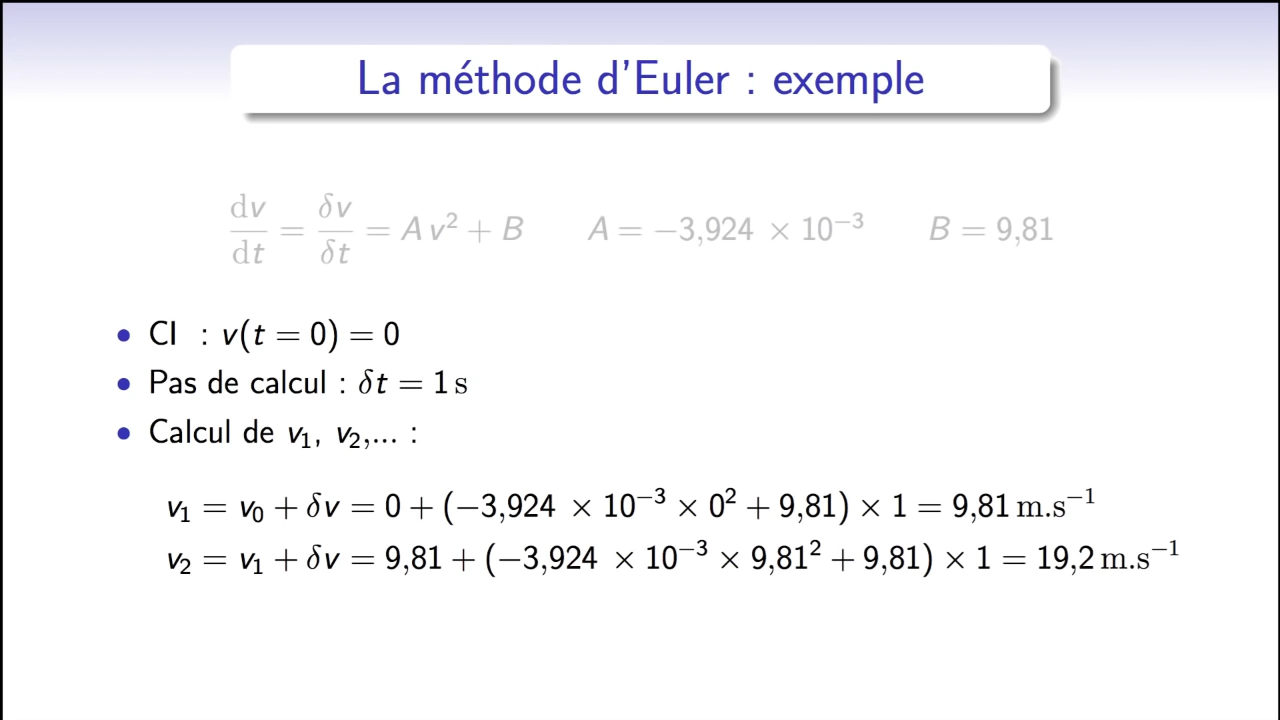 La méthode d'Euler : exemple
dv/dt = δv/δt = A v² + B A = −3,924 × 10⁻³ B = 9,81
• CI : v(t = 0) = 0
• Pas de calcul : δt = 1 s
• Calcul de v₁, v₂,... :
v₁ = v₀ + δv = 0 + (−3,924 × 10⁻³ × 0² + 9,81) × 1 = 9,81 m.s⁻¹
v₂ = v₁ + δv = 9,81 + (−3,924 × 10⁻³ × 9,81² + 9,81) × 1 = 19,2 m.s⁻¹